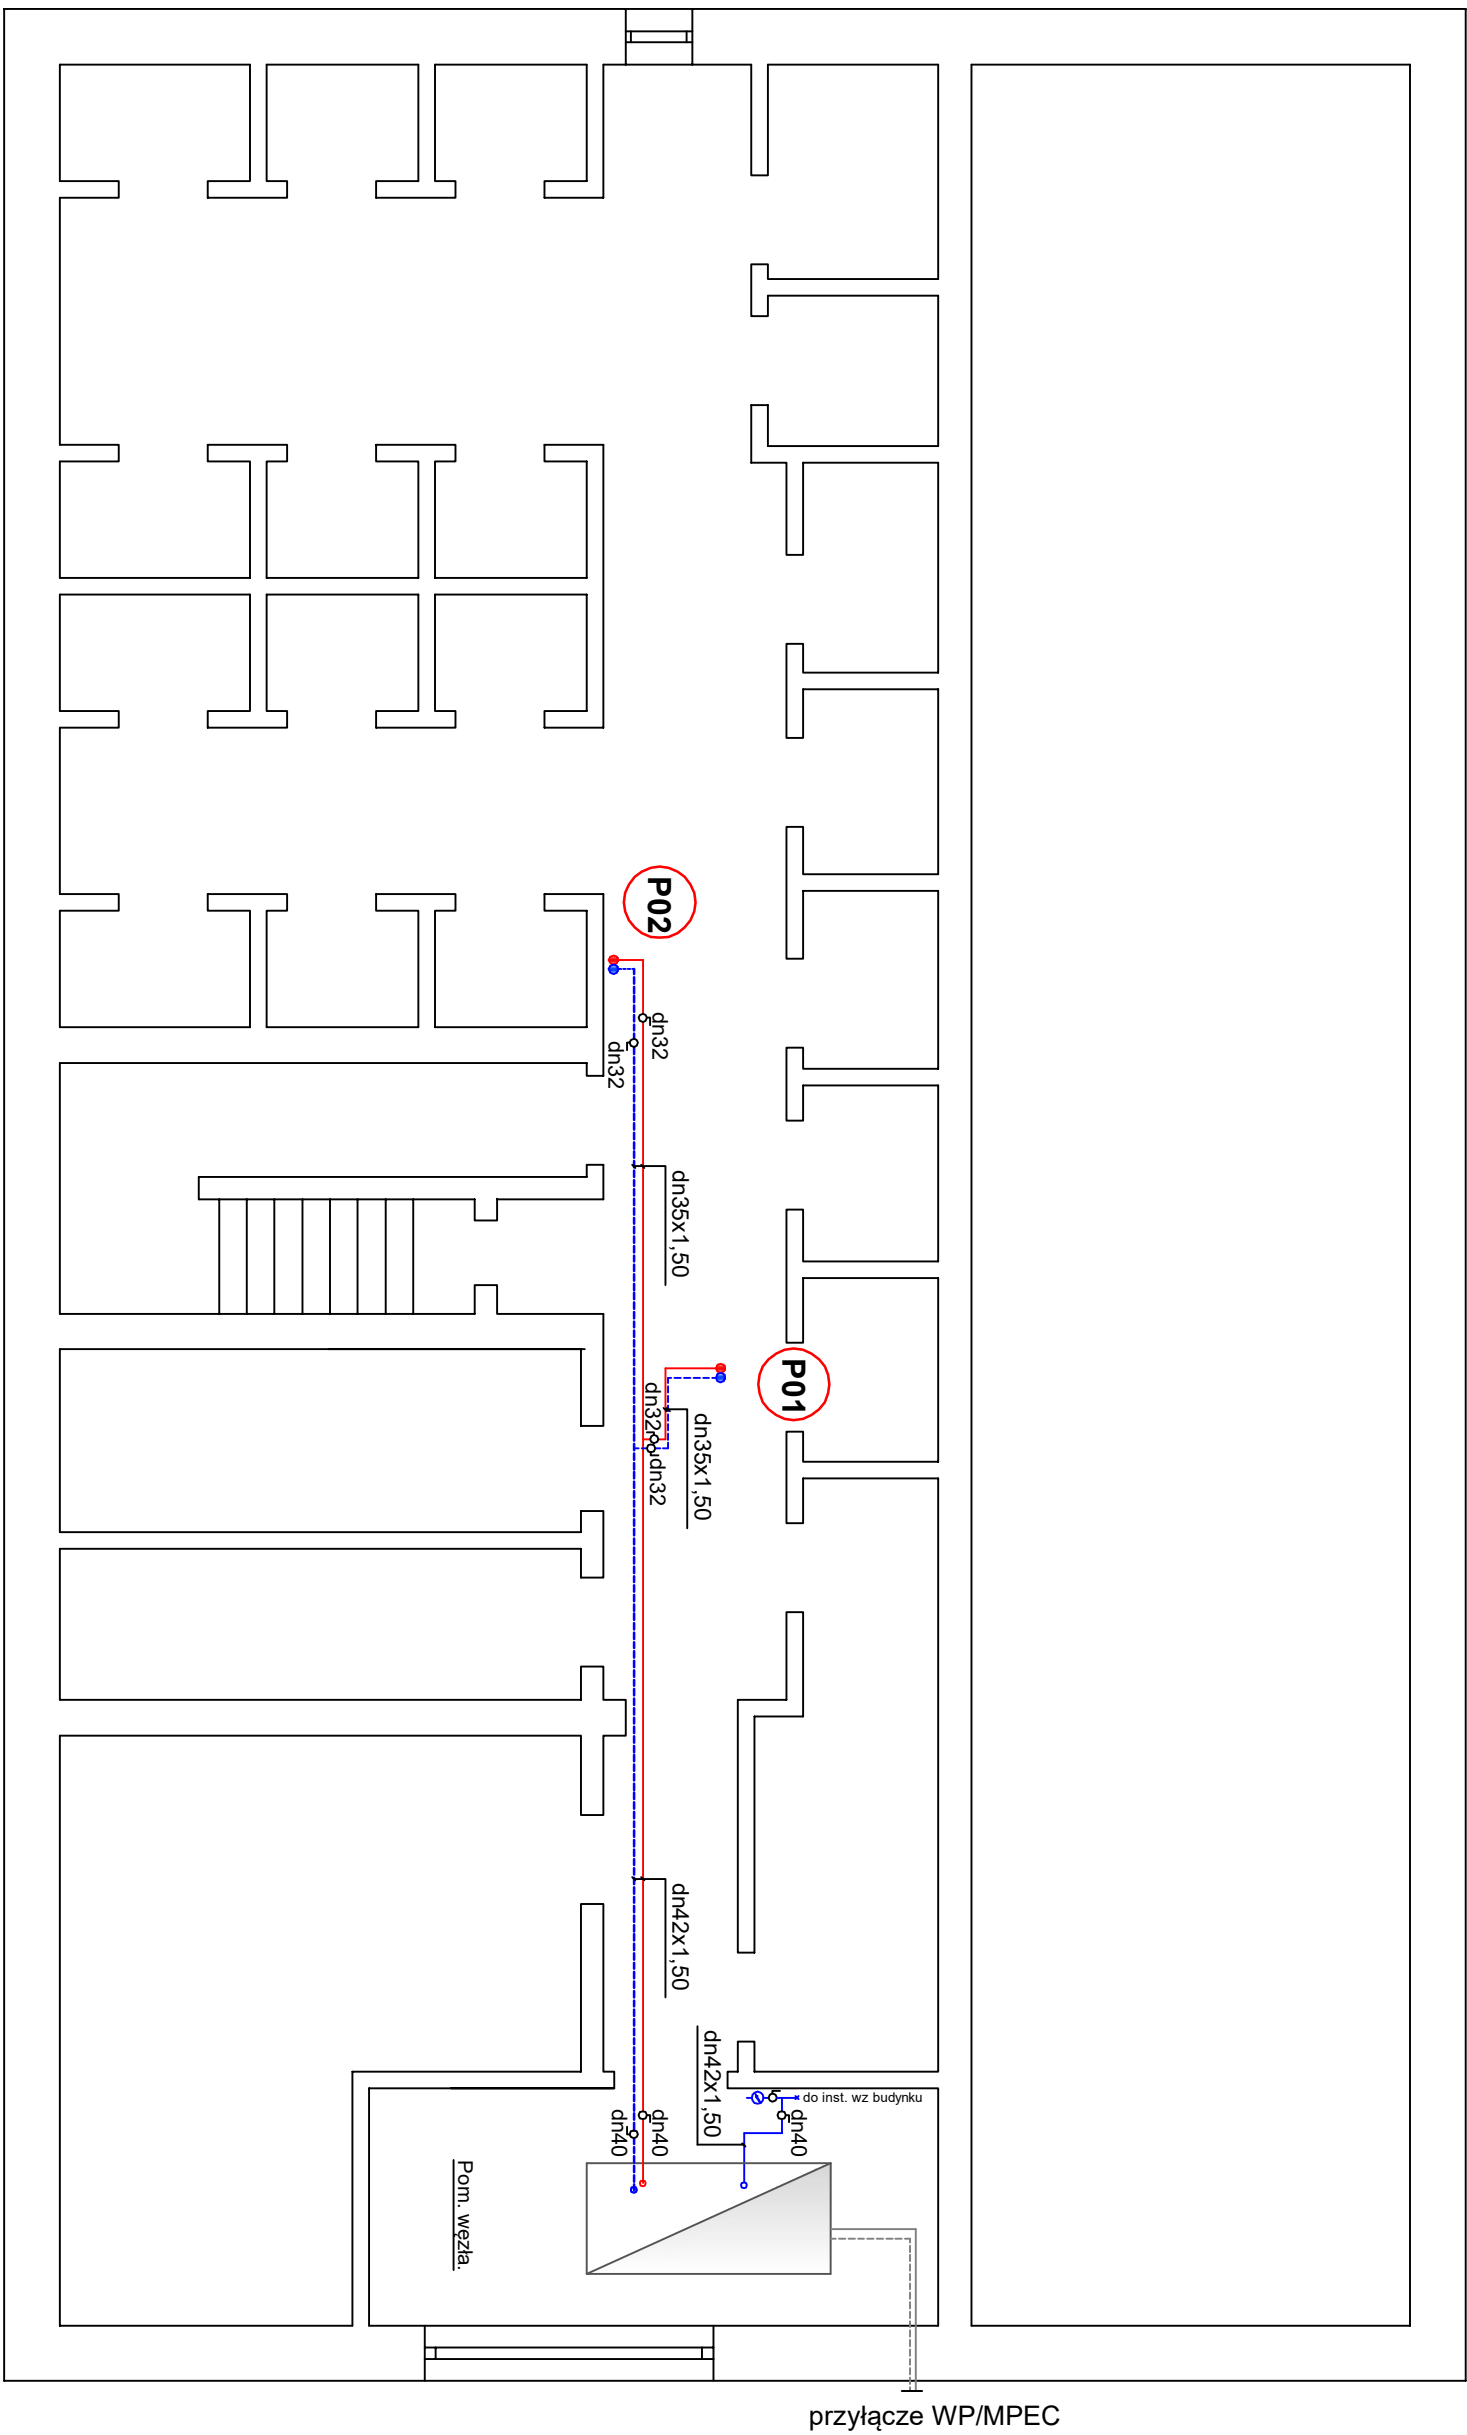 P02
dn32
dn32
dn35x1,50
P01
dn32
dn32
dn35x1,50
dn42x1,50
dn42x1,50
do inst. wz budynku
dn40
dn40
dn40
Pom. węzła.
przyłącze WP/MPEC